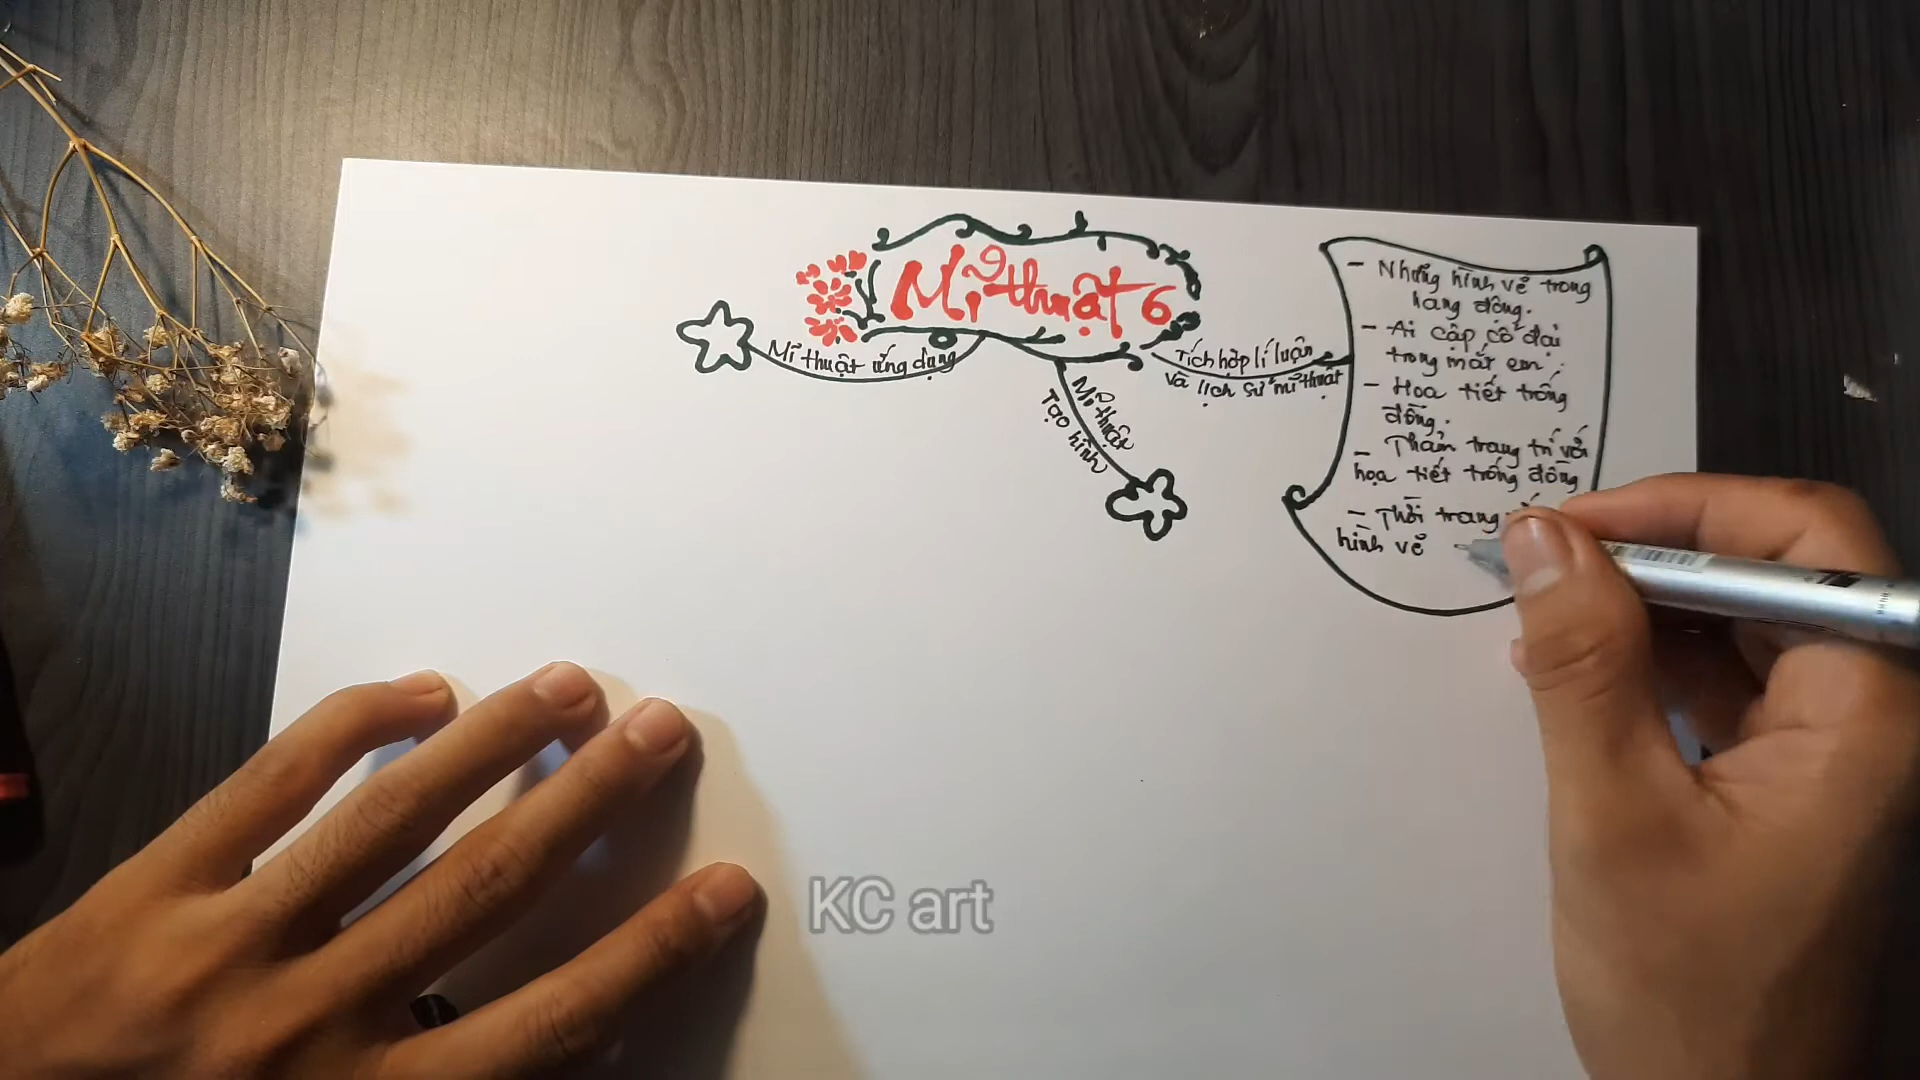 Mĩ thuật 6
Mĩ thuật ứng dụng
Mĩ thuật
Tạo hình
Tích hợp lí luận
và lịch sử mĩ thuật
- Những hình vẽ trong
hang động.
- Ai cập cổ đại
trong mắt em.
- Hoạ tiết trống
đồng.
- Thảm trang trí với
họa tiết trống đồng
- Thời trang
hình vẽ
KC art